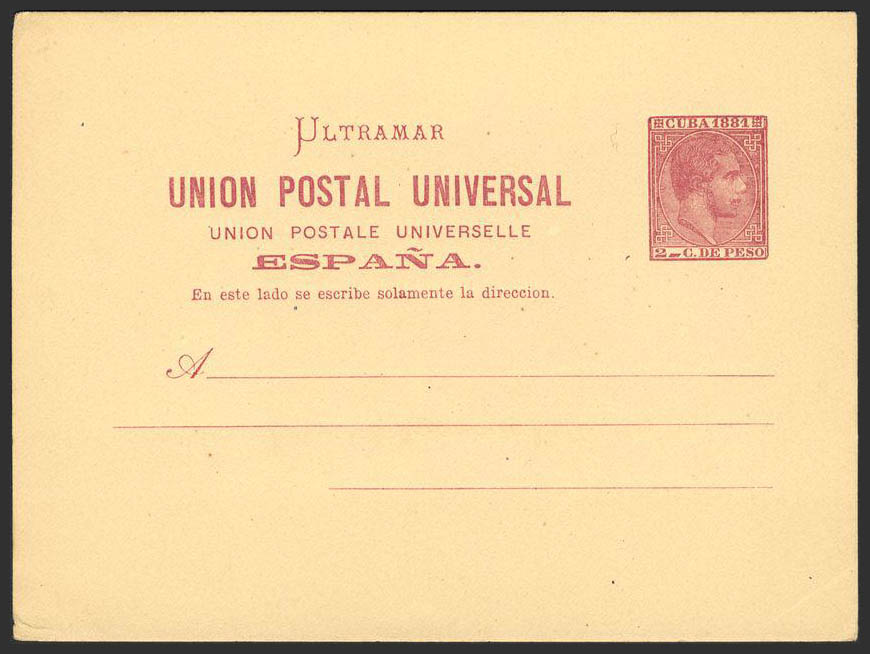 ULTRAMAR
CUBA 1881
UNION POSTAL UNIVERSAL
UNION POSTALE UNIVERSELLE
2 C. DE PESO
ESPAÑA.
En este lado se escribe solamente la direccion.
A